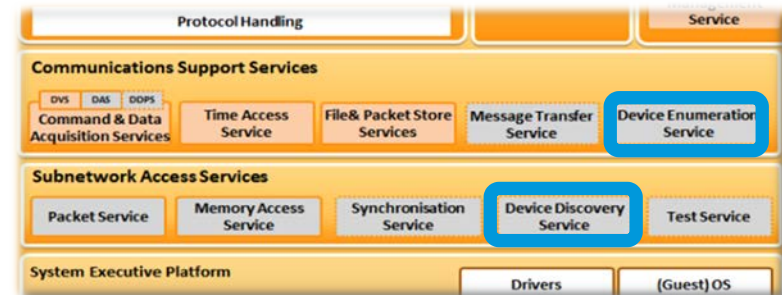 Management
Protocol Handling
Service
Communications Support Services
DVS DAS DDPS
Command & Data
Acquisition Services
Time Access
Service
File& Packet Store
Services
Message Transfer
Service
Device Enumeration
Service
Subnetwork Access Services
Packet Service
Memory Access
Service
Synchronisation
Service
Device Discovery
Service
Test Service
System Executive Platform
Drivers
(Guest) OS